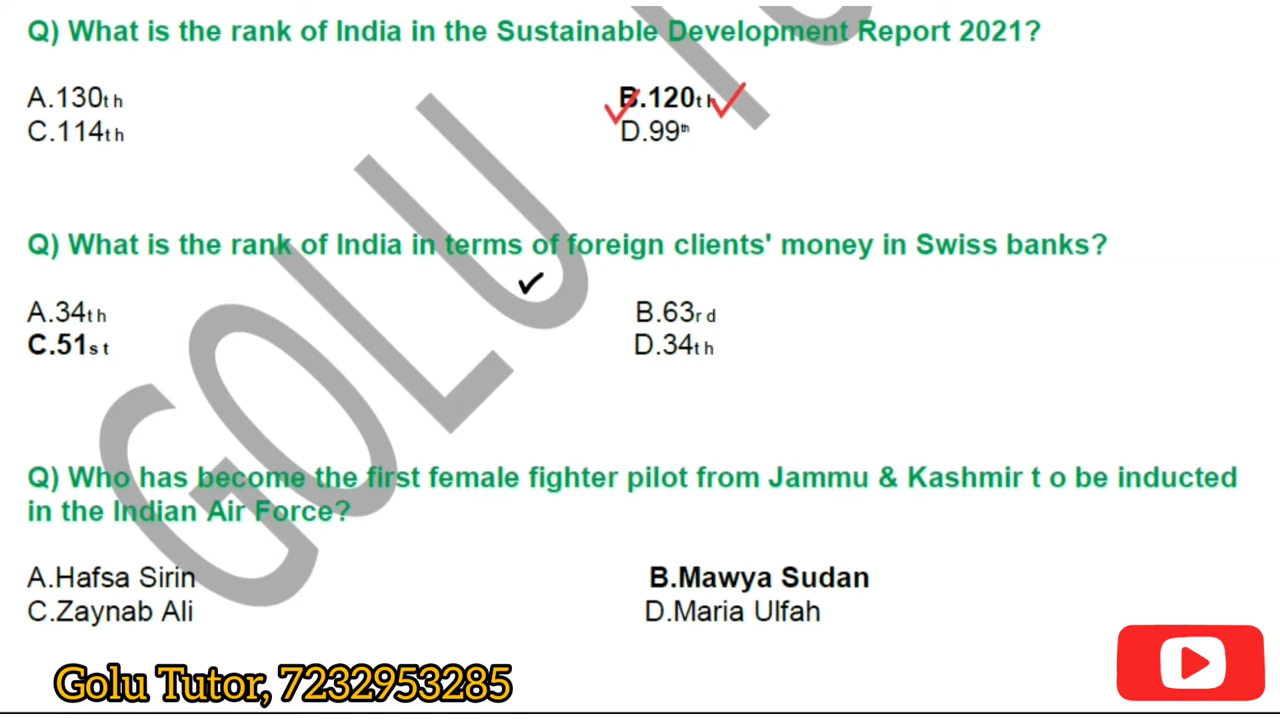 Q) What is the rank of India in the Sustainable Development Report 2021?
A.130th B.120th
C.114th D.99th
Q) What is the rank of India in terms of foreign clients' money in Swiss banks?
A.34th B.63rd
C.51st D.34th
Q) Who has become the first female fighter pilot from Jammu & Kashmir t o be inducted
in the Indian Air Force?
A.Hafsa Sirin B.Mawya Sudan
C.Zaynab Ali D.Maria Ulfah
GOLU
Golu Tutor, 7232953285